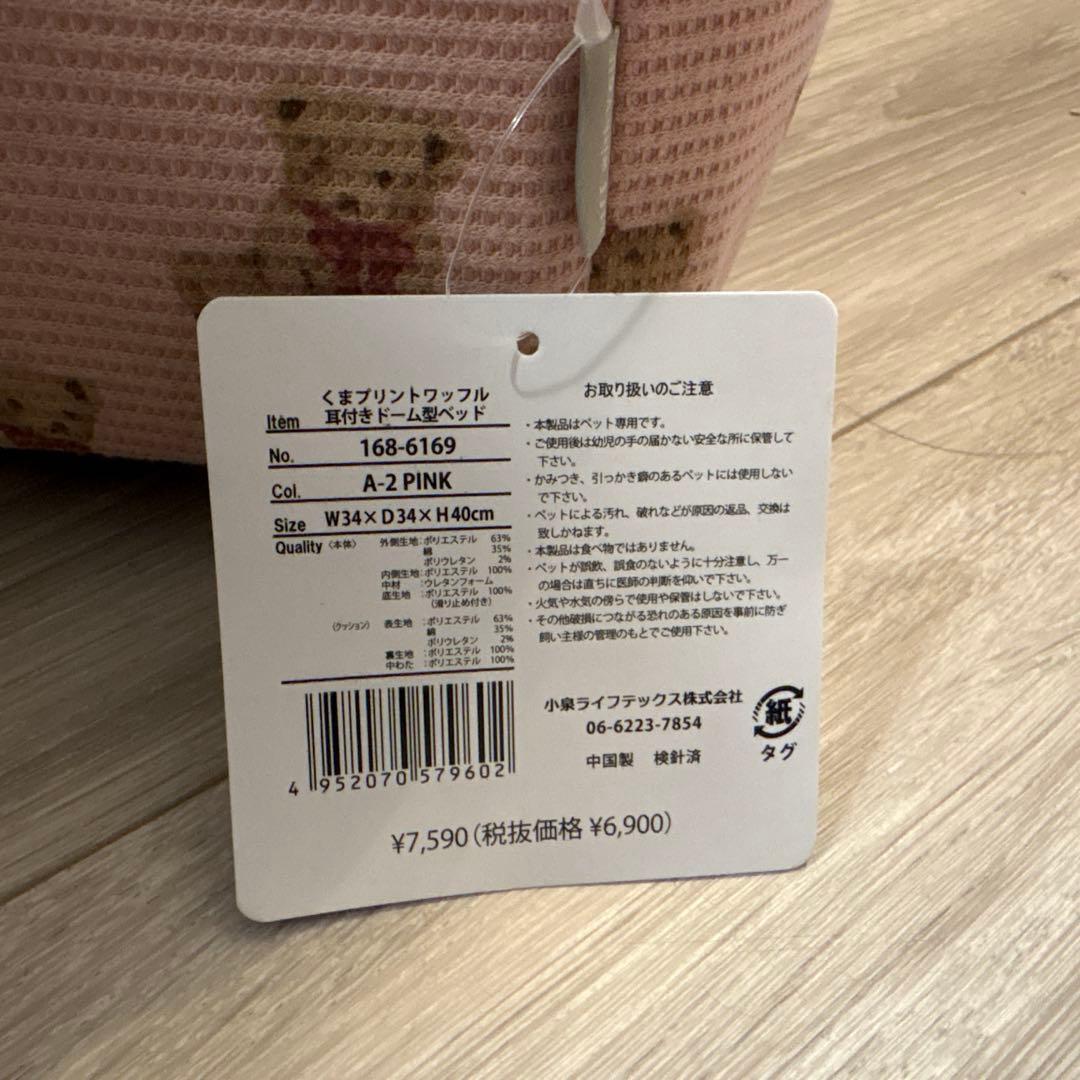 くまプリントワッフル
Item 耳付きドーム型ベッド
No. 168-6169
Col. A-2 PINK
Size W34×D34×H40cm
Quality 〈本体〉 外側生地:ポリエステル 63%
綿 35%
ポリウレタン 2%
内側生地:ポリエステル 100%
中材 :ウレタンフォーム
底生地 :ポリエステル 100%
(滑り止め付き)
〈クッション〉 表生地 :ポリエステル 63%
綿 35%
ポリウレタン 2%
裏生地 :ポリエステル 100%
中わた :ポリエステル 100%
4 952070 579602
お取り扱いのご注意
・本製品はペット専用です。
・ご使用後は幼児の手の届かない安全な所に保管して
下さい。
・かみつき、引っかき癖のあるペットには使用しない
で下さい。
・ペットによる汚れ、破れなどが原因の返品、交換は
致しかねます。
・本製品は食べ物ではありません。
・ペットが誤飲、誤食のないように十分注意し、万一
の場合は直ちに医師の判断を仰いで下さい。
・火気や水気の傍らで使用や保管はしないで下さい。
・その他破損につながる恐れのある原因を事前に防ぎ
飼い主様の管理のもとでご使用下さい。
小泉ライフテックス株式会社
06-6223-7854
中国製 検針済
紙
タグ
¥7,590(税抜価格 ¥6,900)